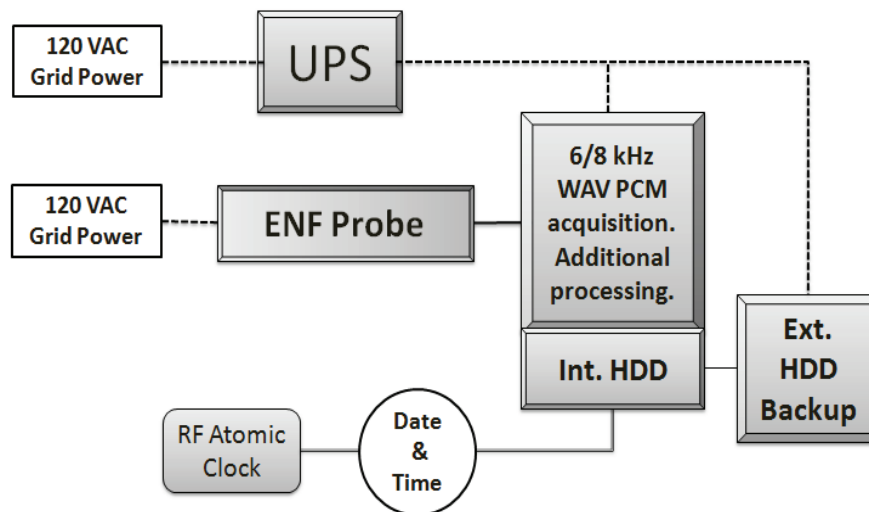 120 VAC
Grid Power
UPS
120 VAC
Grid Power
ENF Probe
6/8 kHz
WAV PCM
acquisition.
Additional
processing.
Int. HDD
Ext.
HDD
Backup
RF Atomic
Clock
Date
&
Time